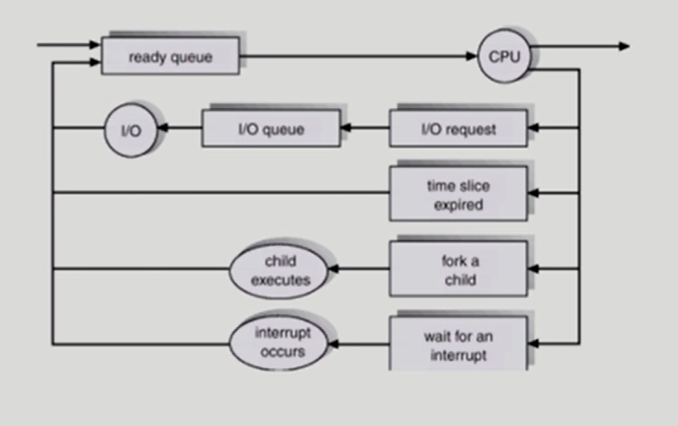 ready queue
CPU
I/O
I/O queue
I/O request
time slice
expired
child
executes
fork a
child
interrupt
occurs
wait for an
interrupt